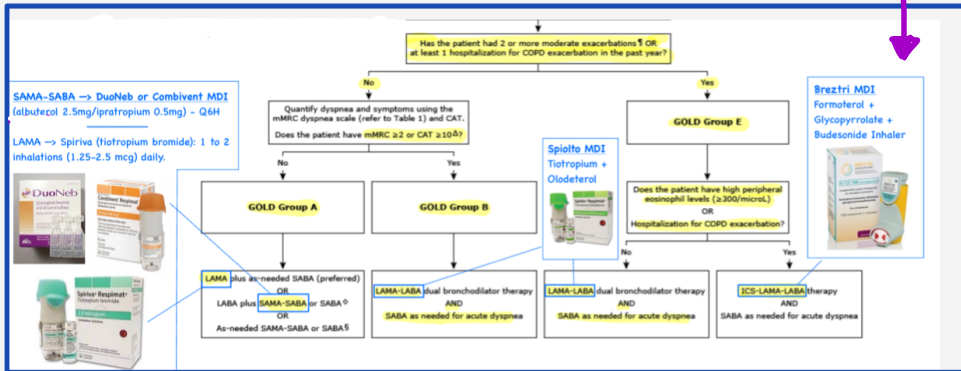 Has the patient had 2 or more moderate exacerbations¶ OR
at least 1 hospitalization for COPD exacerbation in the past year?
No
Yes
SAMA-SABA —> DuoNeb or Combivent MDI
(albuterol 2.5mg/ipratropium 0.5mg) - Q6H
LAMA —> Spiriva (tiotropium bromide): 1 to 2
inhalations (1.25-2.5 mcg) daily.
Quantify dyspnea and symptoms using the
mMRC dyspnea scale (refer to Table 1) and CAT.
Does the patient have mMRC ≥2 or CAT ≥10Δ?
No
Yes
GOLD Group E
Breztri MDI
Formoterol +
Glycopyrrolate +
Budesonide Inhaler
Spiolto MDI
Tiotropium +
Olodeterol
DuoNeb
Combivent Respimat
GOLD Group A
GOLD Group B
Does the patient have high peripheral
eosinophil levels (≥300/microL)
OR
Hospitalization for COPD exacerbation?
No
Yes
Spiriva Respimat
Tiotropium bromide
LAMA plus as-needed SABA (preferred)
OR
LABA plus SAMA-SABA or SABA◇
OR
As-needed SAMA-SABA or SABA§
LAMA-LABA dual bronchodilator therapy
AND
SABA as needed for acute dyspnea
LAMA-LABA dual bronchodilator therapy
AND
SABA as needed for acute dyspnea
ICS-LAMA-LABA therapy
AND
SABA as needed for acute dyspnea